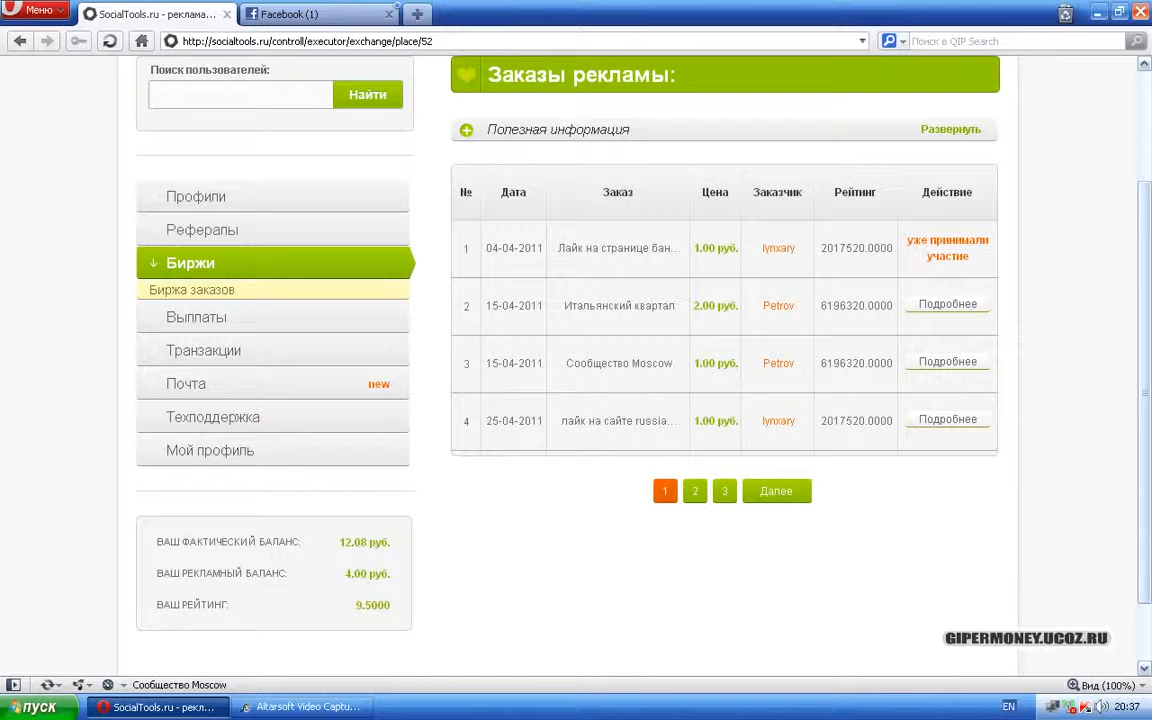 Меню
SocialTools.ru - реклама...
Facebook (1)
http://socialtools.ru/controll/executor/exchange/place/52
Поиск в QIP Search
Поиск пользователей:
Найти
Профили
Рефералы
Биржи
Биржа заказов
Выплаты
Транзакции
Почта new
Техподдержка
Мой профиль
ВАШ ФАКТИЧЕСКИЙ БАЛАНС: 12.08 руб.
ВАШ РЕКЛАМНЫЙ БАЛАНС: 4.00 руб.
ВАШ РЕЙТИНГ: 9.5000
Заказы рекламы:
Полезная информация Развернуть
№ Дата Заказ Цена Заказчик Рейтинг Действие
1 04-04-2011 Лайк на странице бан... 1.00 руб. lynxary 2017520.0000 уже принимали участие
2 15-04-2011 Итальянский квартал 2.00 руб. Petrov 6196320.0000 Подробнее
3 15-04-2011 Сообщество Moscow 1.00 руб. Petrov 6196320.0000 Подробнее
4 25-04-2011 лайк на сайте russia... 1.00 руб. lynxary 2017520.0000 Подробнее
1 2 3 Далее
GIPERMONEY.UCOZ.RU
Сообщество Moscow
Вид (100%)
пуск
SocialTools.ru - рекл...
Altarsoft Video Captu...
EN
20:37